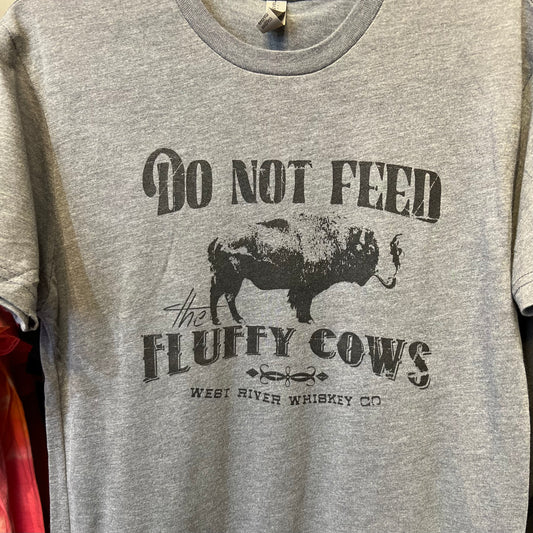 DO NOT FEED
the
FLUFFY COWS
WEST RIVER WHISKEY CO